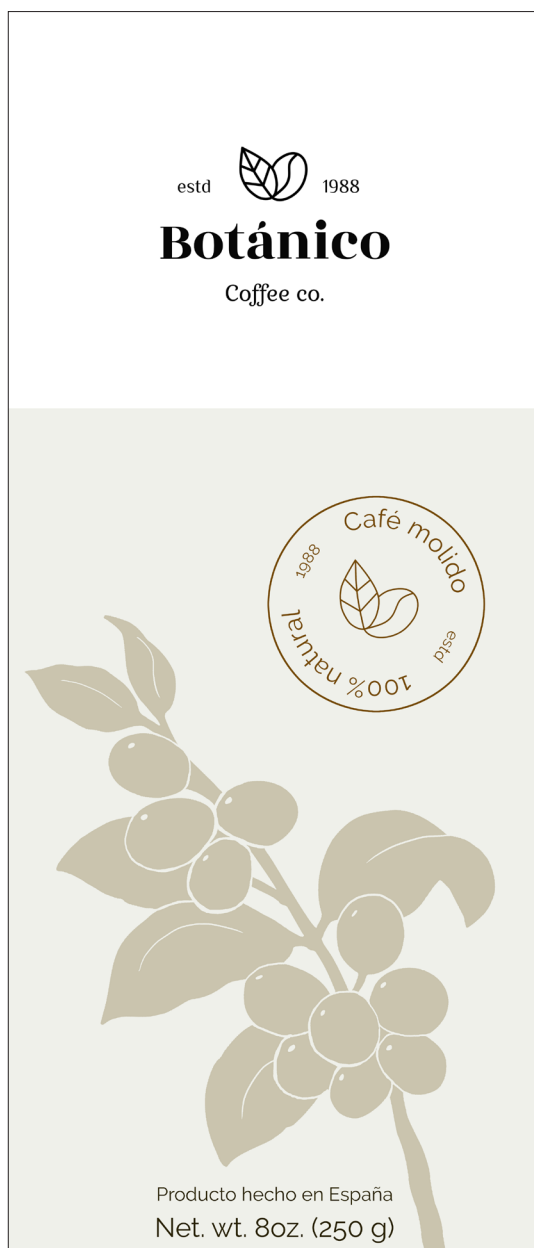 estd 1988
Botánico
Coffee co.
Café molido
1988
estd
100% natural
Producto hecho en España
Net. wt. 8oz. (250 g)